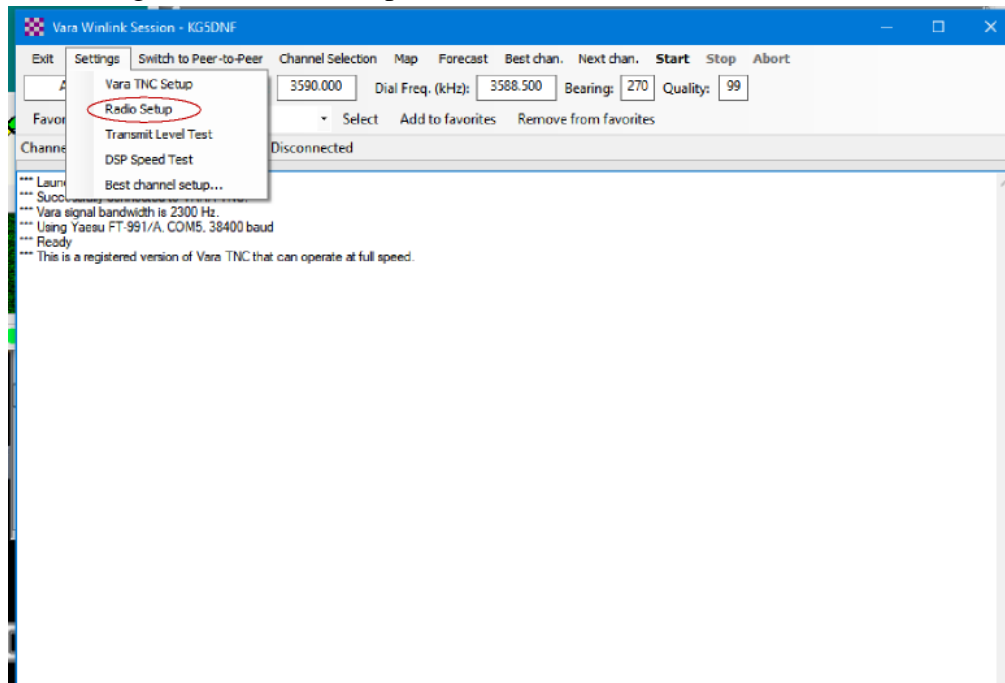 Vara Winlink Session - KG5DNF
Exit Settings Switch to Peer-to-Peer Channel Selection Map Forecast Best chan. Next chan. Start Stop Abort
3590.000 Dial Freq. (kHz): 3588.500 Bearing: 270 Quality: 99
Vara TNC Setup
Radio Setup
Transmit Level Test
DSP Speed Test
Best channel setup...
Select Add to favorites Remove from favorites
Disconnected
*** Vara signal bandwidth is 2300 Hz.
*** Using Yaesu FT-991/A, COM5, 38400 baud
*** Ready
*** This is a registered version of Vara TNC that can operate at full speed.